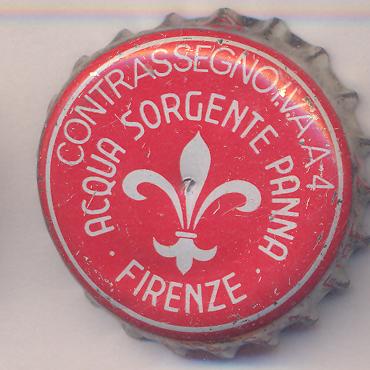 CONTRASSEGNO N.A.A-4
ACQUA SORGENTE PANNA
· FIRENZE ·